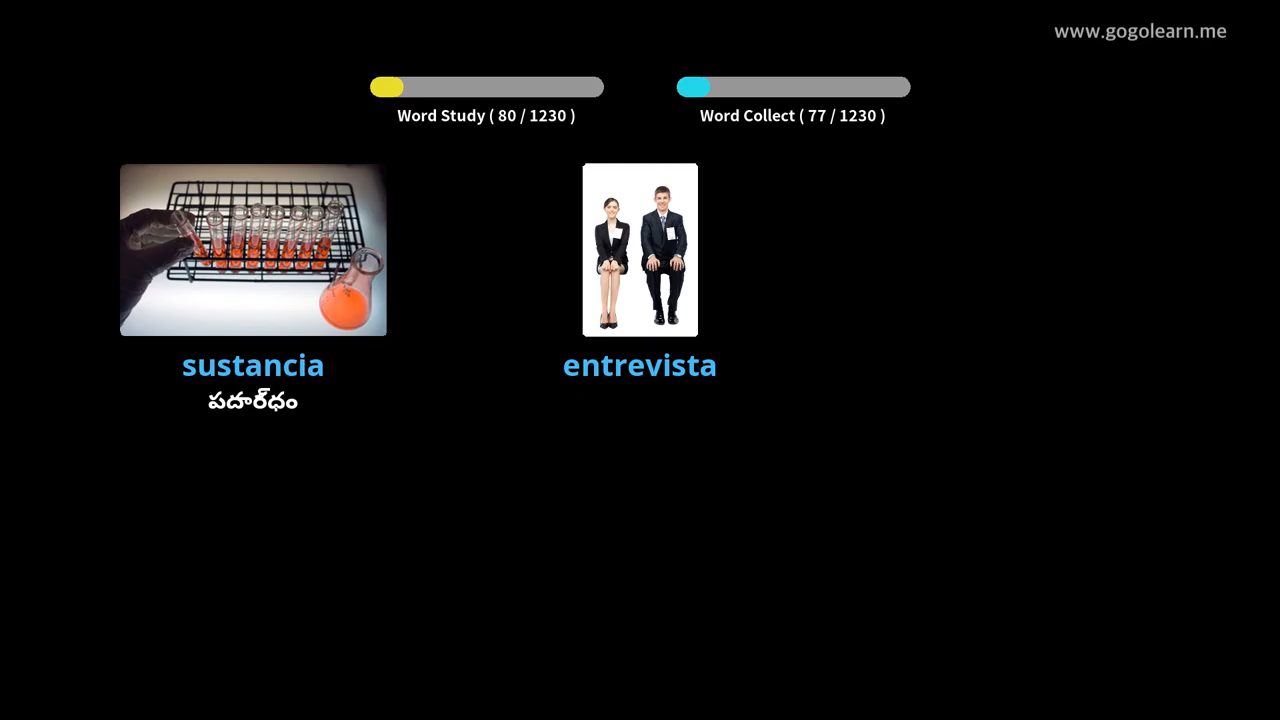 www.gogolearn.me
Word Study ( 80 / 1230 )
Word Collect ( 77 / 1230 )
sustancia
entrevista
పదార్ధం